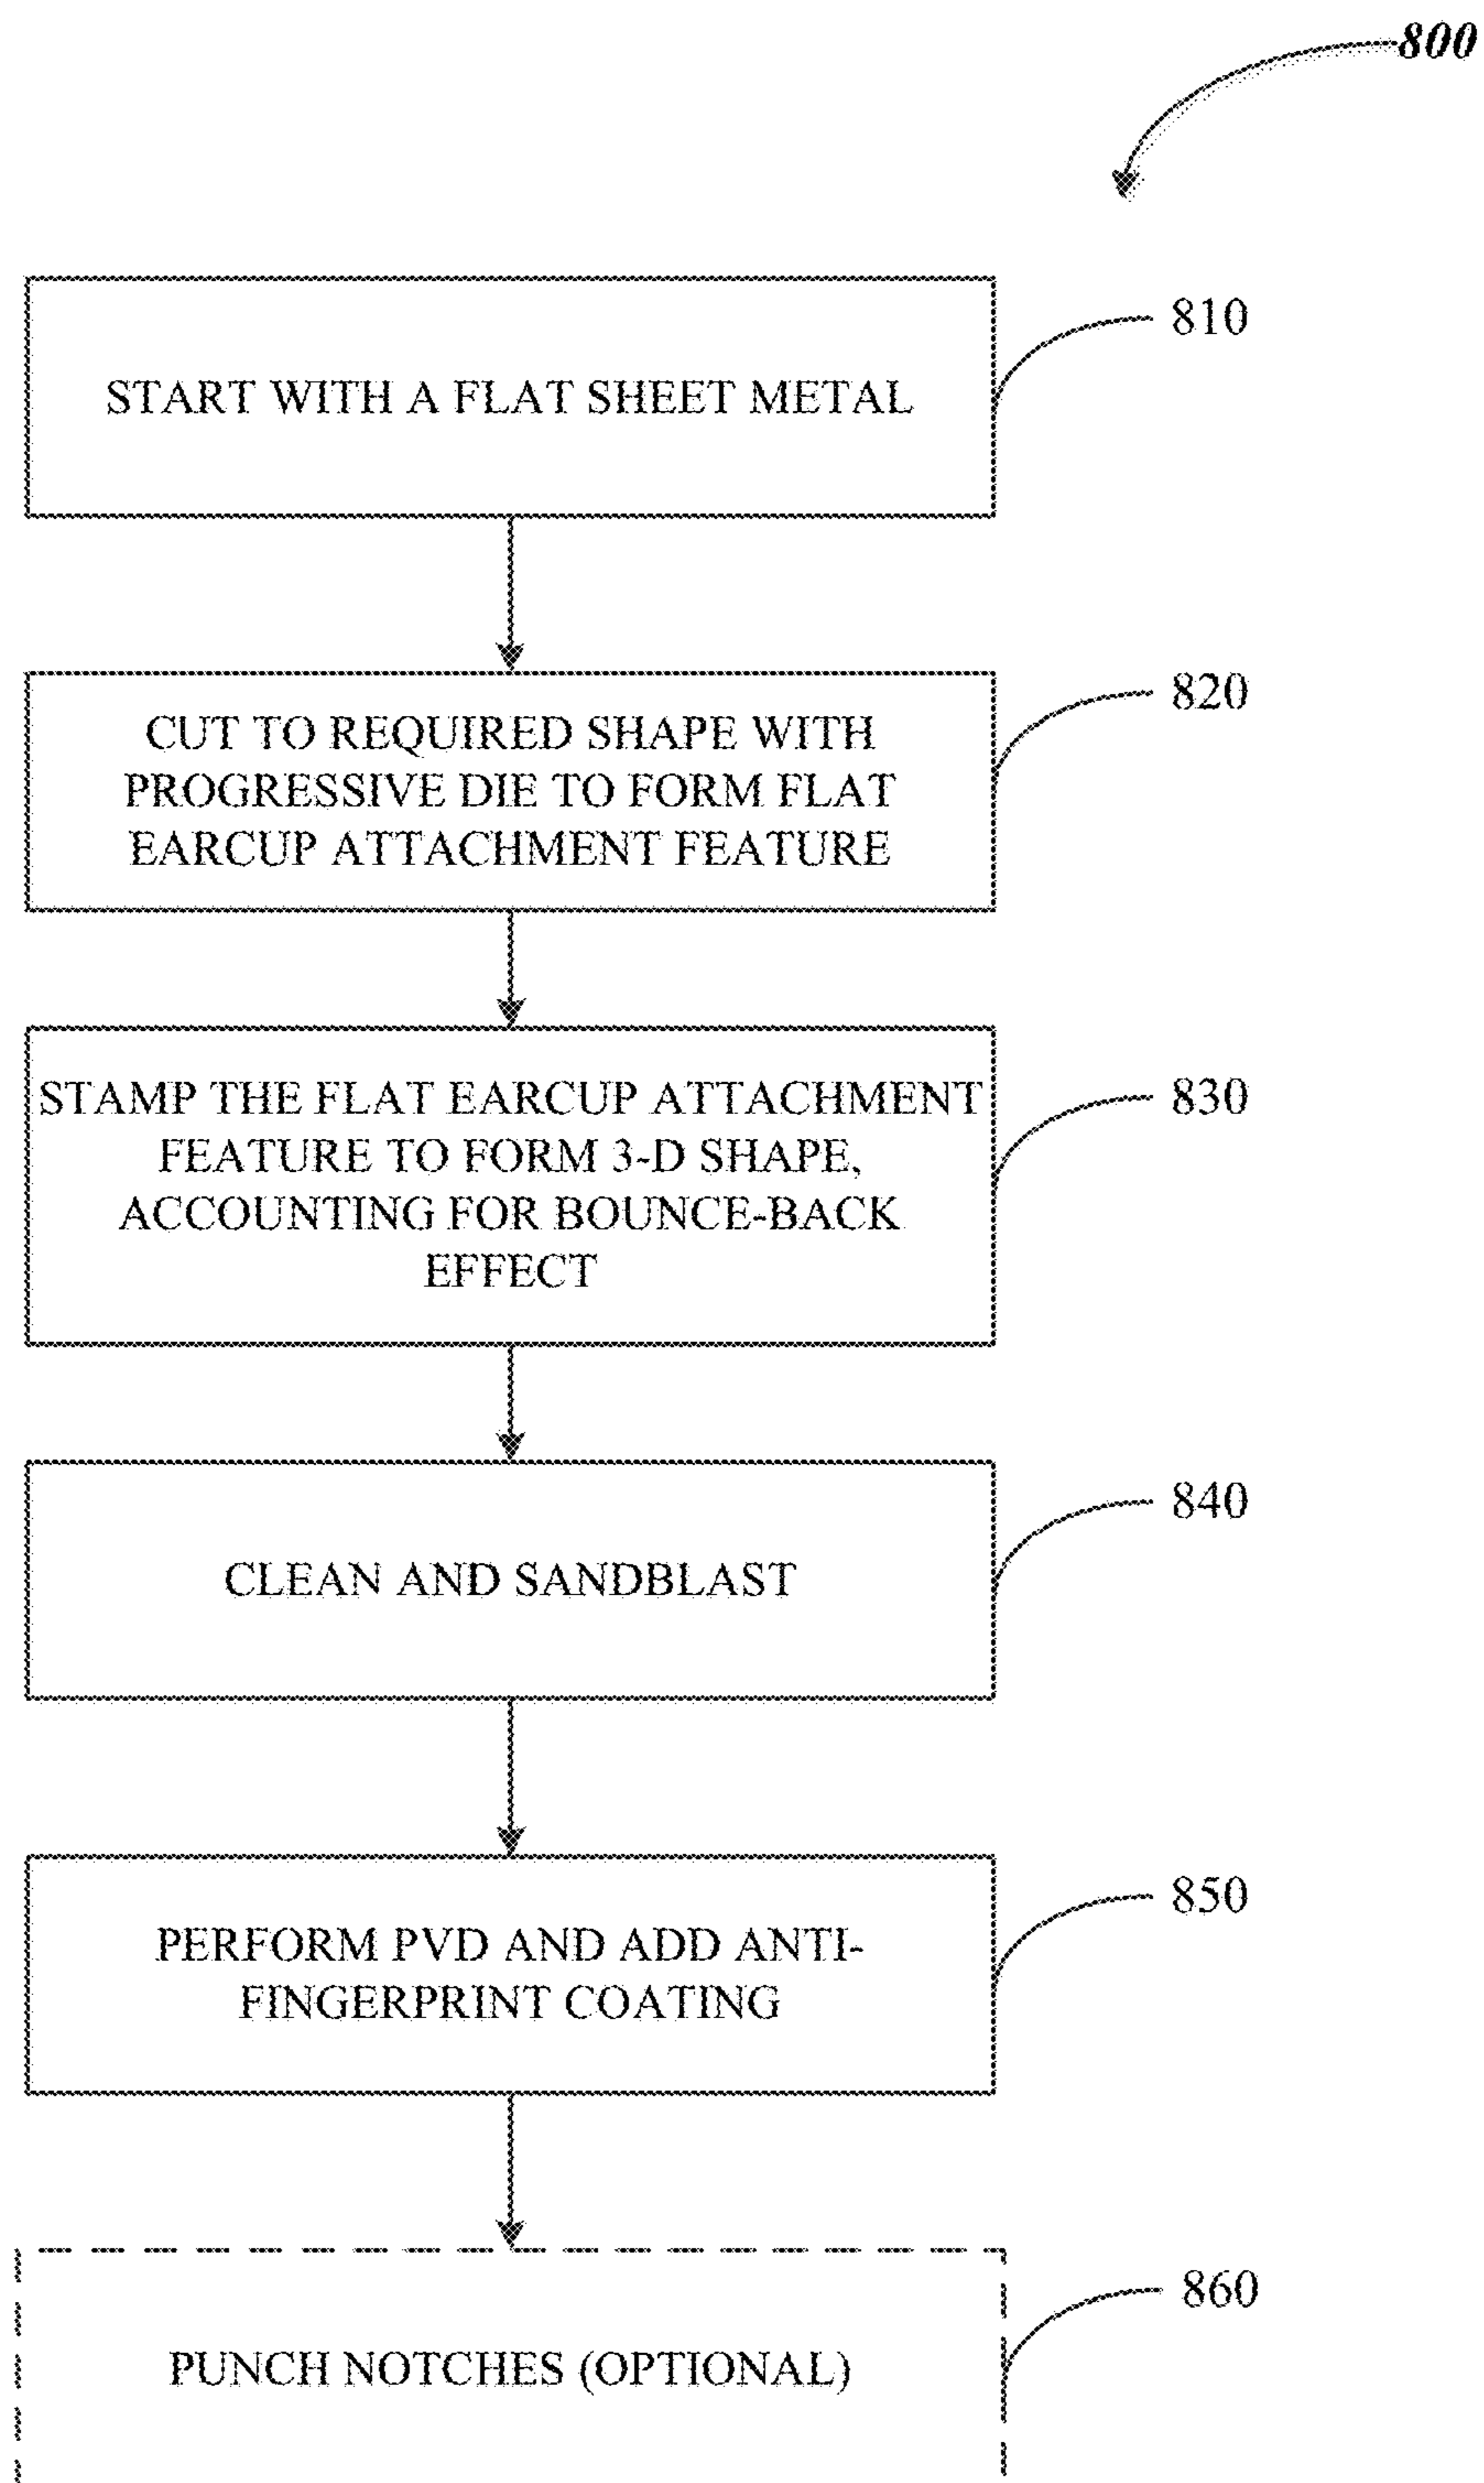 800
810
START WITH A FLAT SHEET METAL
820
CUT TO REQUIRED SHAPE WITH
PROGRESSIVE DIE TO FORM FLAT
EARCUP ATTACHMENT FEATURE
830
STAMP THE FLAT EARCUP ATTACHMENT
FEATURE TO FORM 3-D SHAPE,
ACCOUNTING FOR BOUNCE-BACK
EFFECT
840
CLEAN AND SANDBLAST
850
PERFORM PVD AND ADD ANTI-
FINGERPRINT COATING
860
PUNCH NOTCHES (OPTIONAL)